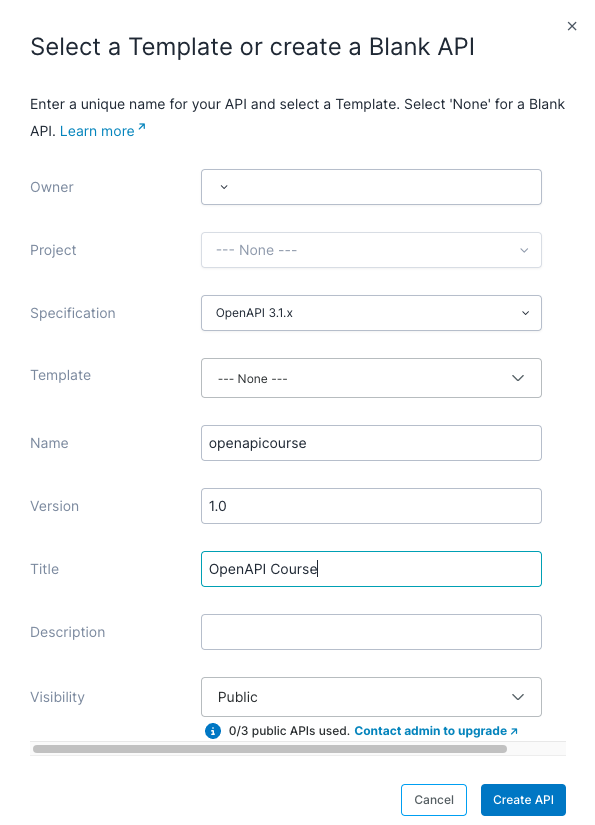 Select a Template or create a Blank API
Enter a unique name for your API and select a Template. Select 'None' for a Blank
API. Learn more
Owner
Project --- None ---
Specification OpenAPI 3.1.x
Template --- None ---
Name openapicourse
Version 1.0
Title OpenAPI Course
Description
Visibility Public
0/3 public APIs used. Contact admin to upgrade
Cancel Create API